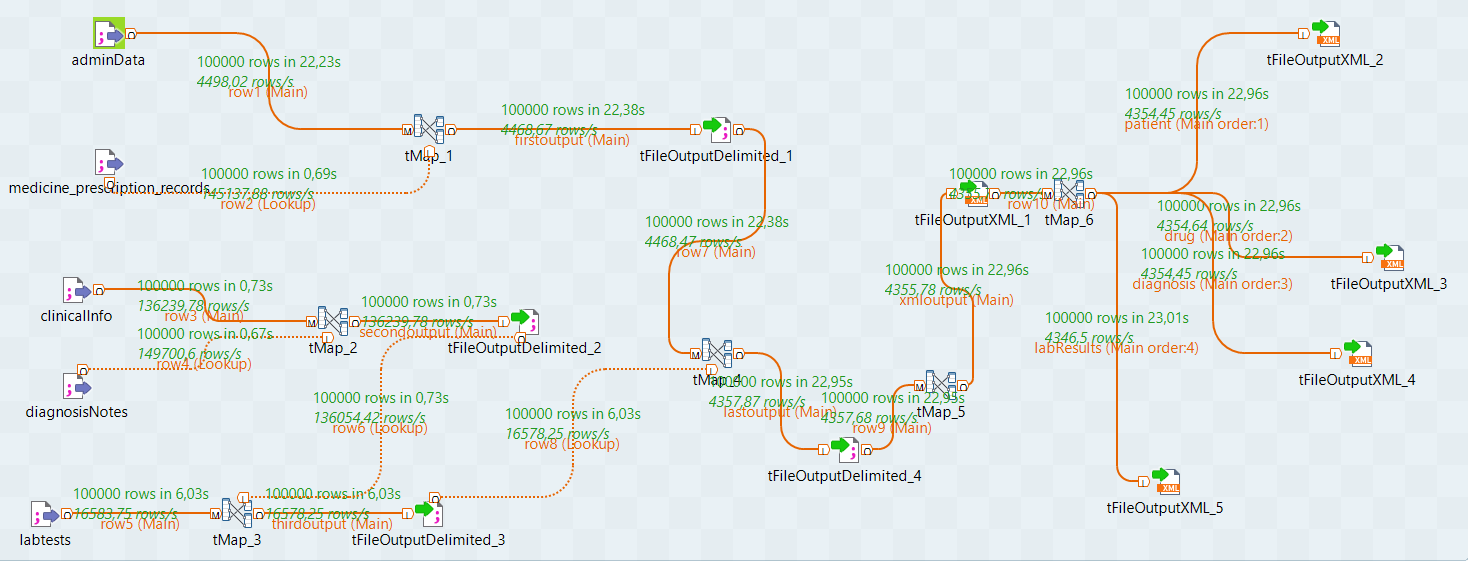 adminData
100000 rows in 22,23s
4498,02 rows/s
row1 (Main)
tMap_1
100000 rows in 22,38s
4468,67 rows/s
firstoutput (Main)
tFileOutputDelimited_1
medicine_prescription_records
100000 rows in 0,69s
145137,88 rows/s
row2 (Lookup)
100000 rows in 22,38s
4468,47 rows/s
row7 (Main)
clinicalInfo
100000 rows in 0,73s
136239,78 rows/s
row3 (Main)
100000 rows in 0,67s
149700,6 rows/s
row4 (Lookup)
diagnosisNotes
tMap_2
100000 rows in 0,73s
136239,78 rows/s
secondoutput (Main)
tFileOutputDelimited_2
100000 rows in 0,73s
136054,42 rows/s
row6 (Lookup)
labtests
100000 rows in 6,03s
16583,75 rows/s
row5 (Main)
tMap_3
100000 rows in 6,03s
16578,25 rows/s
thirdoutput (Main)
tFileOutputDelimited_3
100000 rows in 6,03s
16578,25 rows/s
row8 (Lookup)
tMap_4
100000 rows in 22,95s
4357,87 rows/s
lastoutput (Main)
tFileOutputDelimited_4
100000 rows in 22,95s
4357,68 rows/s
row9 (Main)
tMap_5
100000 rows in 22,96s
4355,78 rows/s
xmloutput (Main)
tFileOutputXML_1
100000 rows in 22,96s
rows/s
row10 (Main)
tMap_6
100000 rows in 22,96s
4354,45 rows/s
patient (Main order:1)
tFileOutputXML_2
100000 rows in 22,96s
4354,64 rows/s
drug (Main order:2)
tFileOutputXML_3
100000 rows in 22,96s
4354,45 rows/s
diagnosis (Main order:3)
tFileOutputXML_4
100000 rows in 23,01s
4346,5 rows/s
labResults (Main order:4)
tFileOutputXML_5